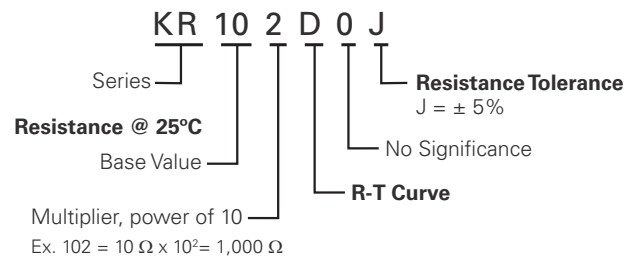 KR 10 2 D 0 J
Series
Resistance Tolerance
J = ± 5%
Resistance @ 25ºC
Base Value
No Significance
R-T Curve
Multiplier, power of 10
Ex. 102 = 10 Ω x 10²= 1,000 Ω